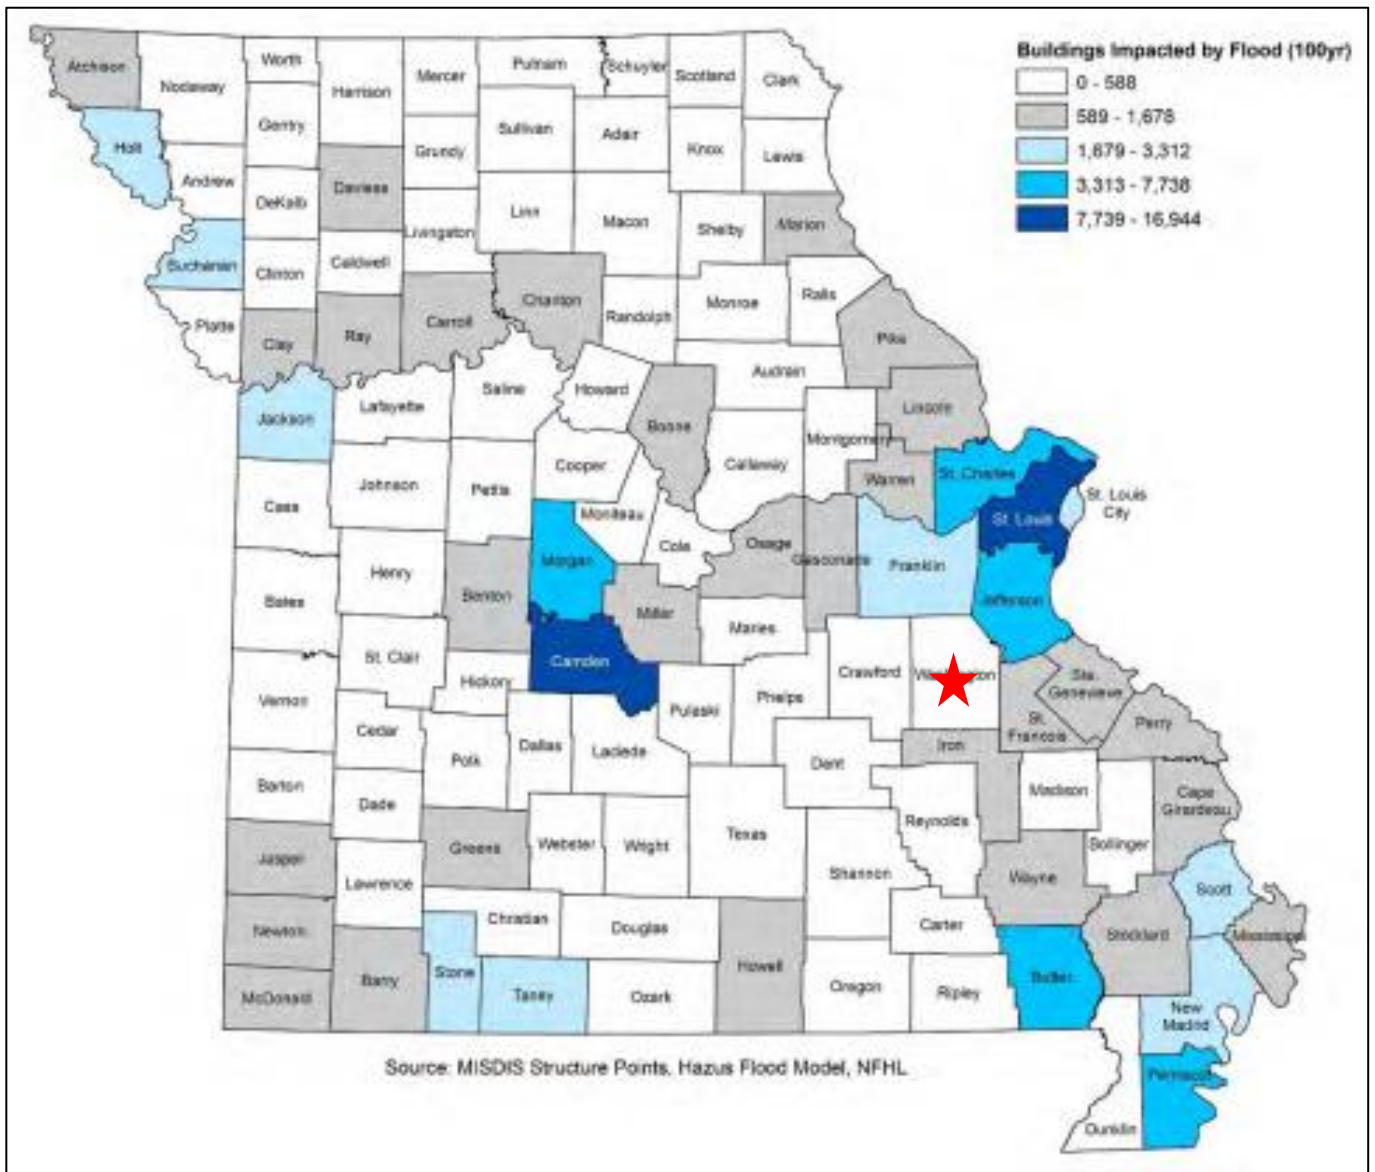 Buildings Impacted by Flood (100yr)
0 - 588
589 - 1,678
1,679 - 3,312
3,313 - 7,738
7,739 - 16,944
Atchison
Nodaway
Worth
Harrison
Mercer
Putnam
Schuyler
Scotland
Clark
Gentry
Sullivan
Adair
Holt
Grundy
Knox
Lewis
Andrew
DeKalb
Daviess
Linn
Macon
Shelby
Marion
Livingston
Buchanan
Clinton
Caldwell
Chariton
Randolph
Monroe
Ralls
Platte
Clay
Ray
Carroll
Pike
Audrain
Saline
Howard
Jackson
Lafayette
Boone
Lincoln
Montgomery
Cooper
Callaway
Warren
St. Charles
Cass
Johnson
Pettis
Moniteau
St. Louis
St. Louis
City
Cole
Osage
Gasconade
Franklin
Morgan
Henry
Benton
Miller
Jefferson
Bates
Maries
St. Clair
Camden
Hickory
Crawford
Ste.
Genevieve
Vernon
Pulaski
Phelps
St.
Francois
Perry
Cedar
Polk
Dallas
Laclede
Dent
Iron
Barton
Dade
Madison
Cape
Girardeau
Texas
Reynolds
Jasper
Greene
Webster
Wright
Bollinger
Lawrence
Shannon
Wayne
Scott
Newton
Christian
Douglas
Carter
Stoddard
Mississippi
McDonald
Barry
Stone
Taney
Ozark
Howell
Oregon
Ripley
Butler
New
Madrid
Pemiscot
Dunklin
Source: MISDIS Structure Points, Hazus Flood Model, NFHL